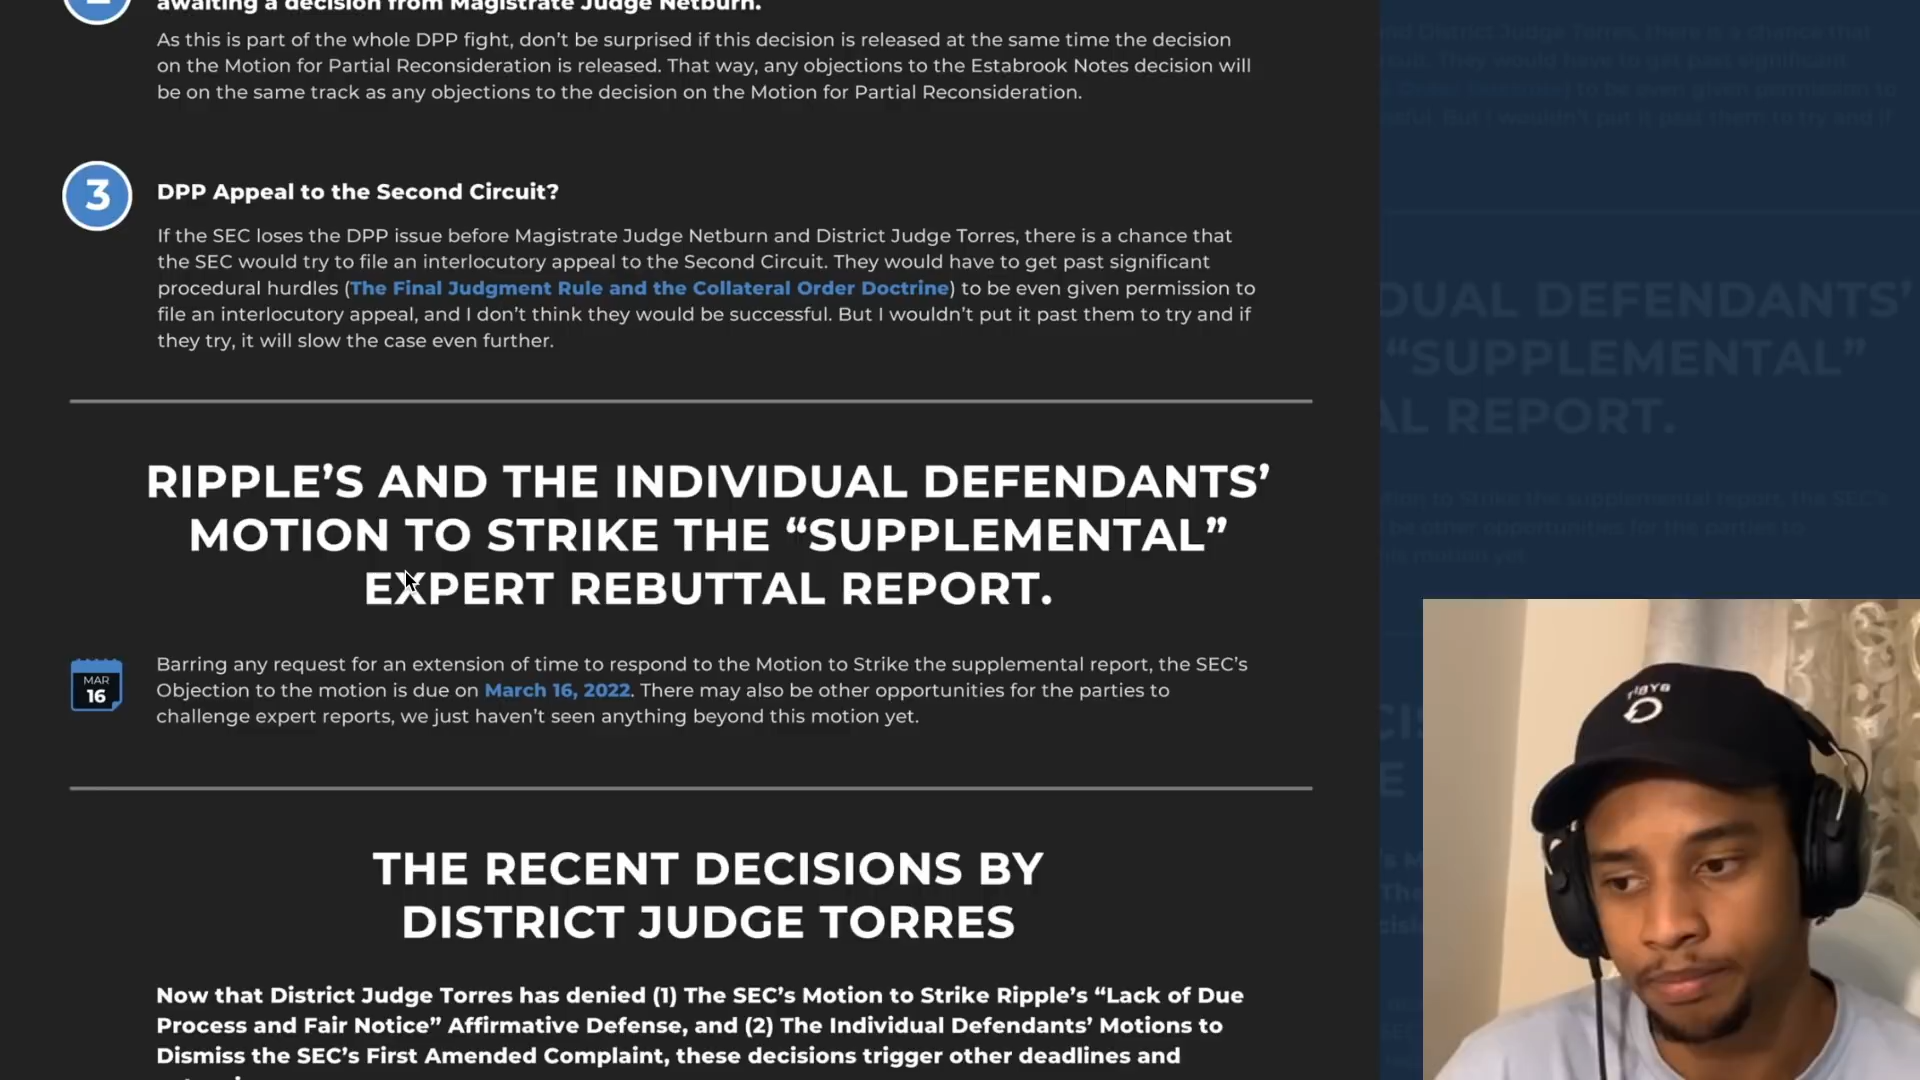 2
awaiting a decision from Magistrate Judge Netburn.
As this is part of the whole DPP fight, don't be surprised if this decision is released at the same time the decision
on the Motion for Partial Reconsideration is released. That way, any objections to the Estabrook Notes decision will
be on the same track as any objections to the decision on the Motion for Partial Reconsideration.
3
DPP Appeal to the Second Circuit?
If the SEC loses the DPP issue before Magistrate Judge Netburn and District Judge Torres, there is a chance that
the SEC would try to file an interlocutory appeal to the Second Circuit. They would have to get past significant
procedural hurdles (The Final Judgment Rule and the Collateral Order Doctrine) to be even given permission to
file an interlocutory appeal, and I don't think they would be successful. But I wouldn't put it past them to try and if
they try, it will slow the case even further.
RIPPLE'S AND THE INDIVIDUAL DEFENDANTS'
MOTION TO STRIKE THE “SUPPLEMENTAL”
EXPERT REBUTTAL REPORT.
MAR
16
Barring any request for an extension of time to respond to the Motion to Strike the supplemental report, the SEC's
Objection to the motion is due on March 16, 2022. There may also be other opportunities for the parties to
challenge expert reports, we just haven't seen anything beyond this motion yet.
THE RECENT DECISIONS BY
DISTRICT JUDGE TORRES
Now that District Judge Torres has denied (1) The SEC's Motion to Strike Ripple's “Lack of Due
Process and Fair Notice” Affirmative Defense, and (2) The Individual Defendants' Motions to
Dismiss the SEC's First Amended Complaint, these decisions trigger other deadlines and